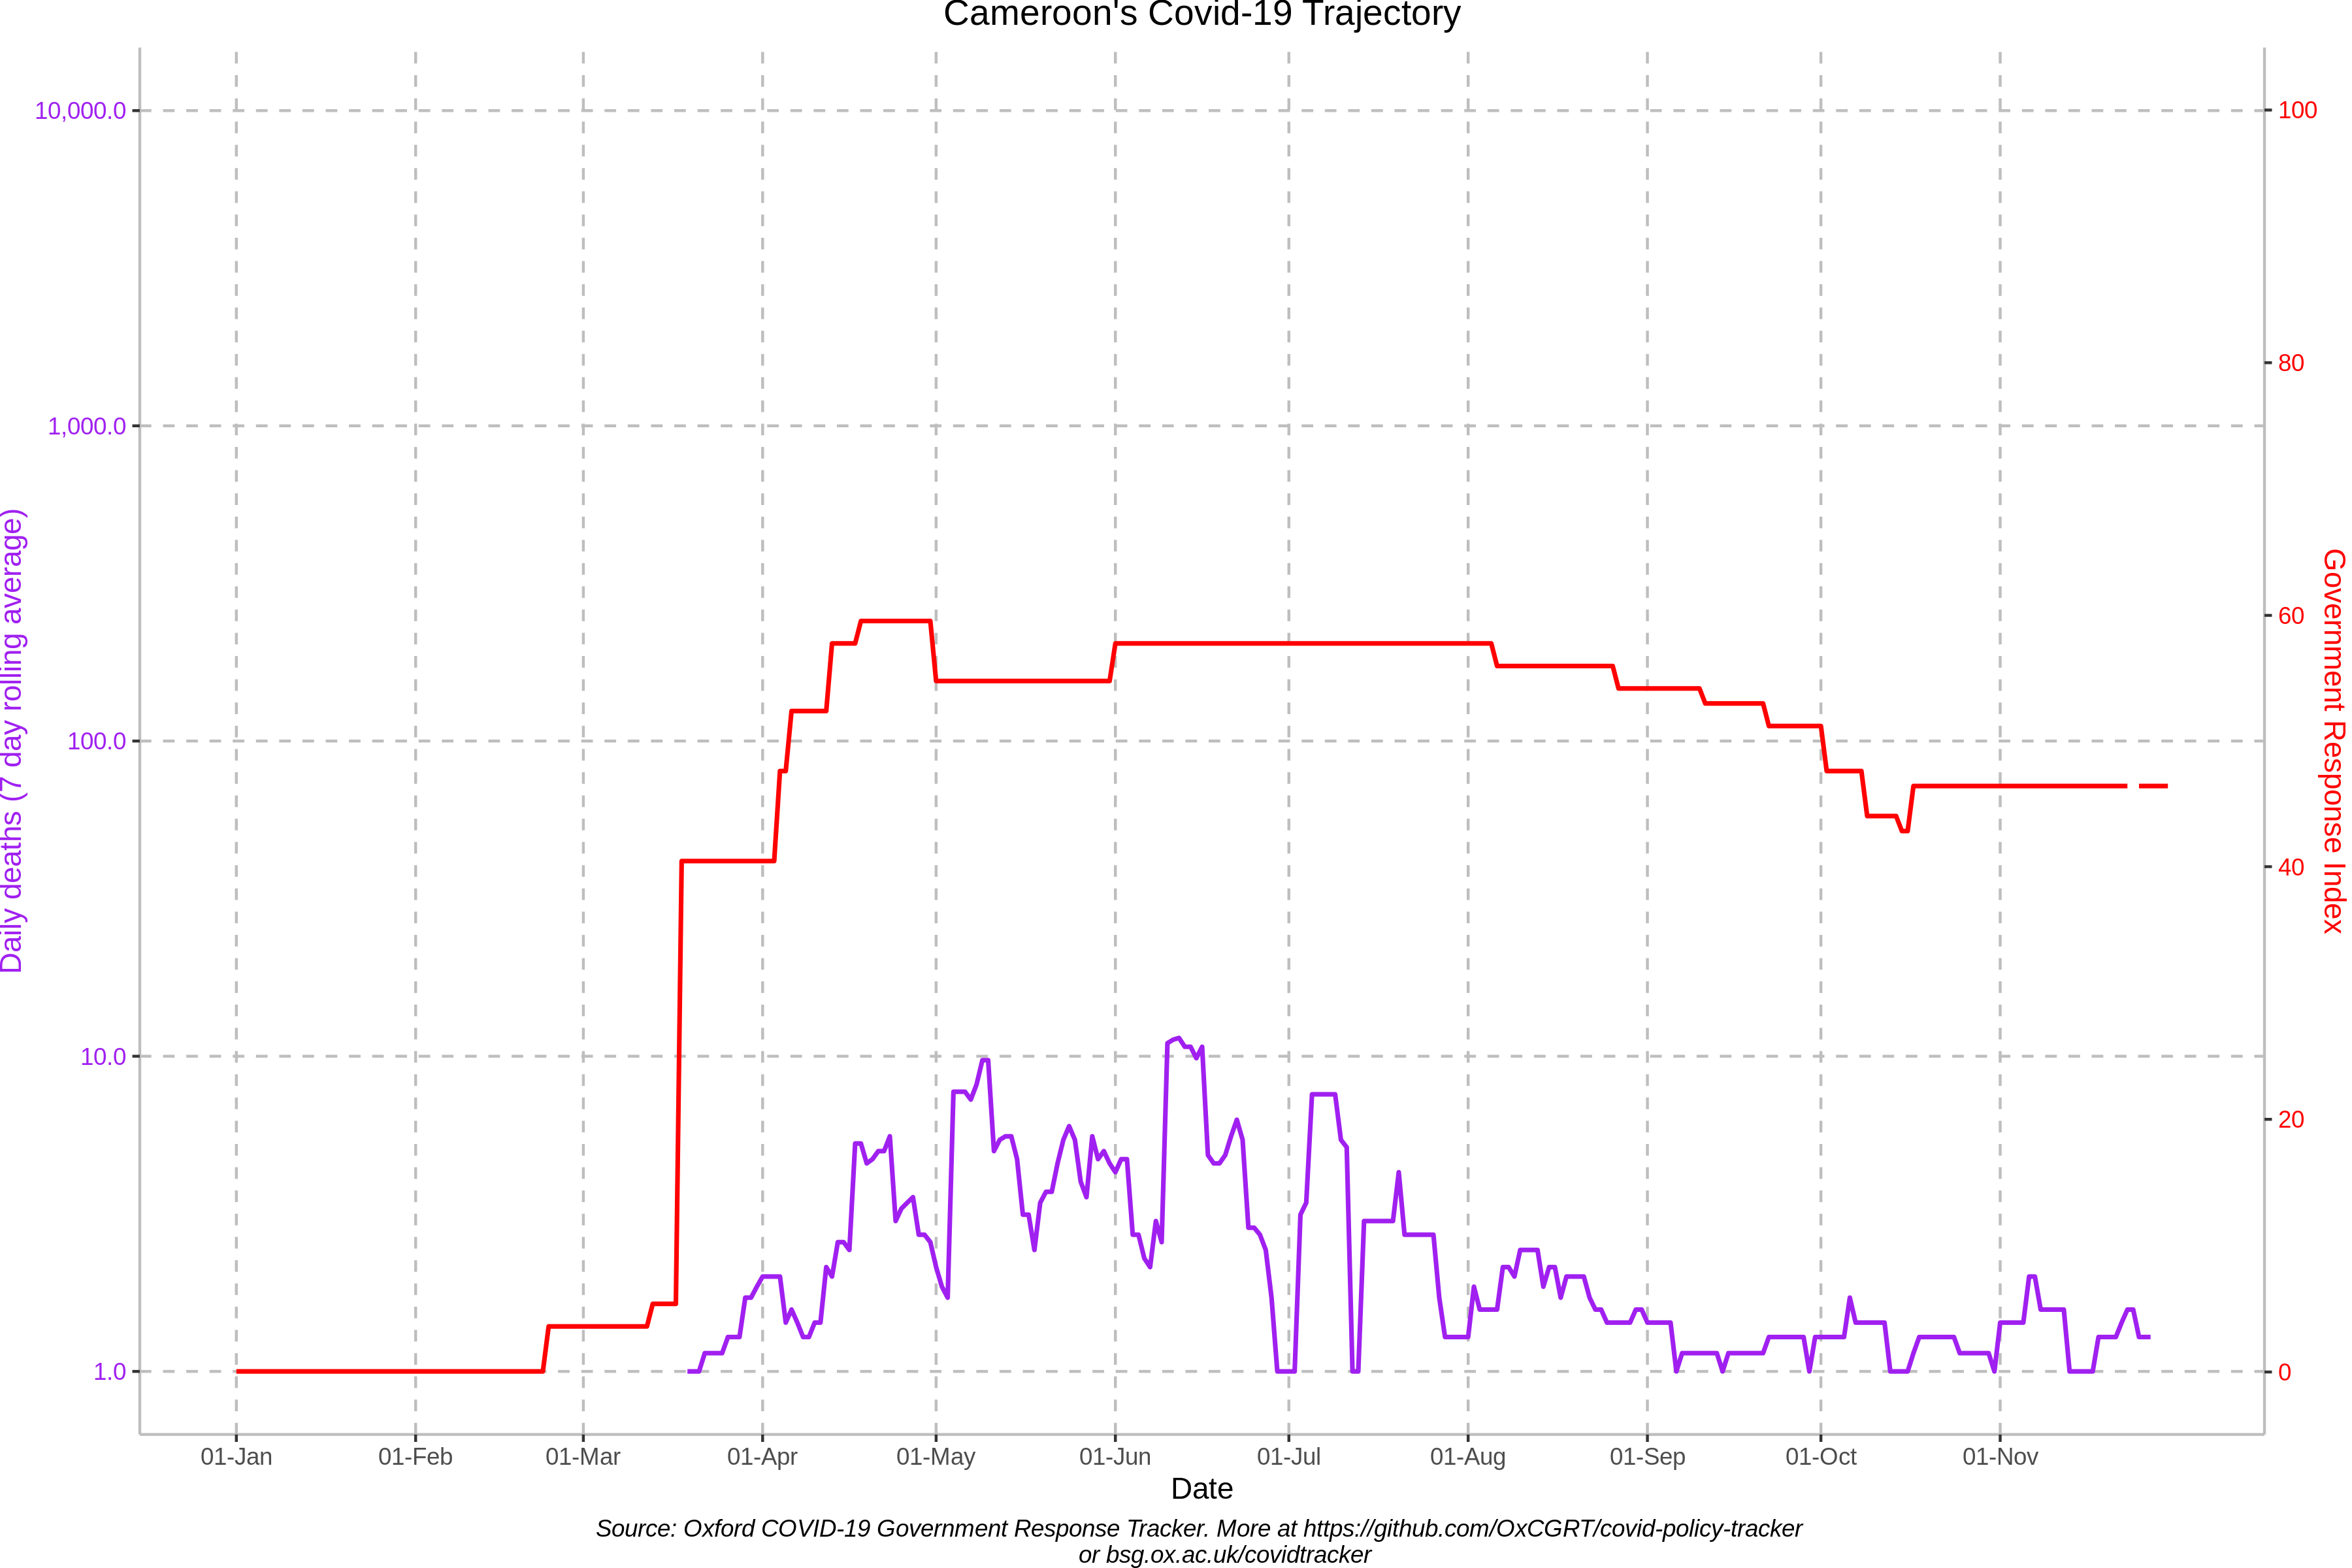 Cameroon's Covid-19 Trajectory
Daily deaths (7 day rolling average)
10,000.0
1,000.0
100.0
10.0
1.0
100
80
60
40
20
0
Government Response Index
01-Jan 01-Feb 01-Mar 01-Apr 01-May 01-Jun 01-Jul 01-Aug 01-Sep 01-Oct 01-Nov
Date
Source: Oxford COVID-19 Government Response Tracker. More at https://github.com/OxCGRT/covid-policy-tracker
or bsg.ox.ac.uk/covidtracker